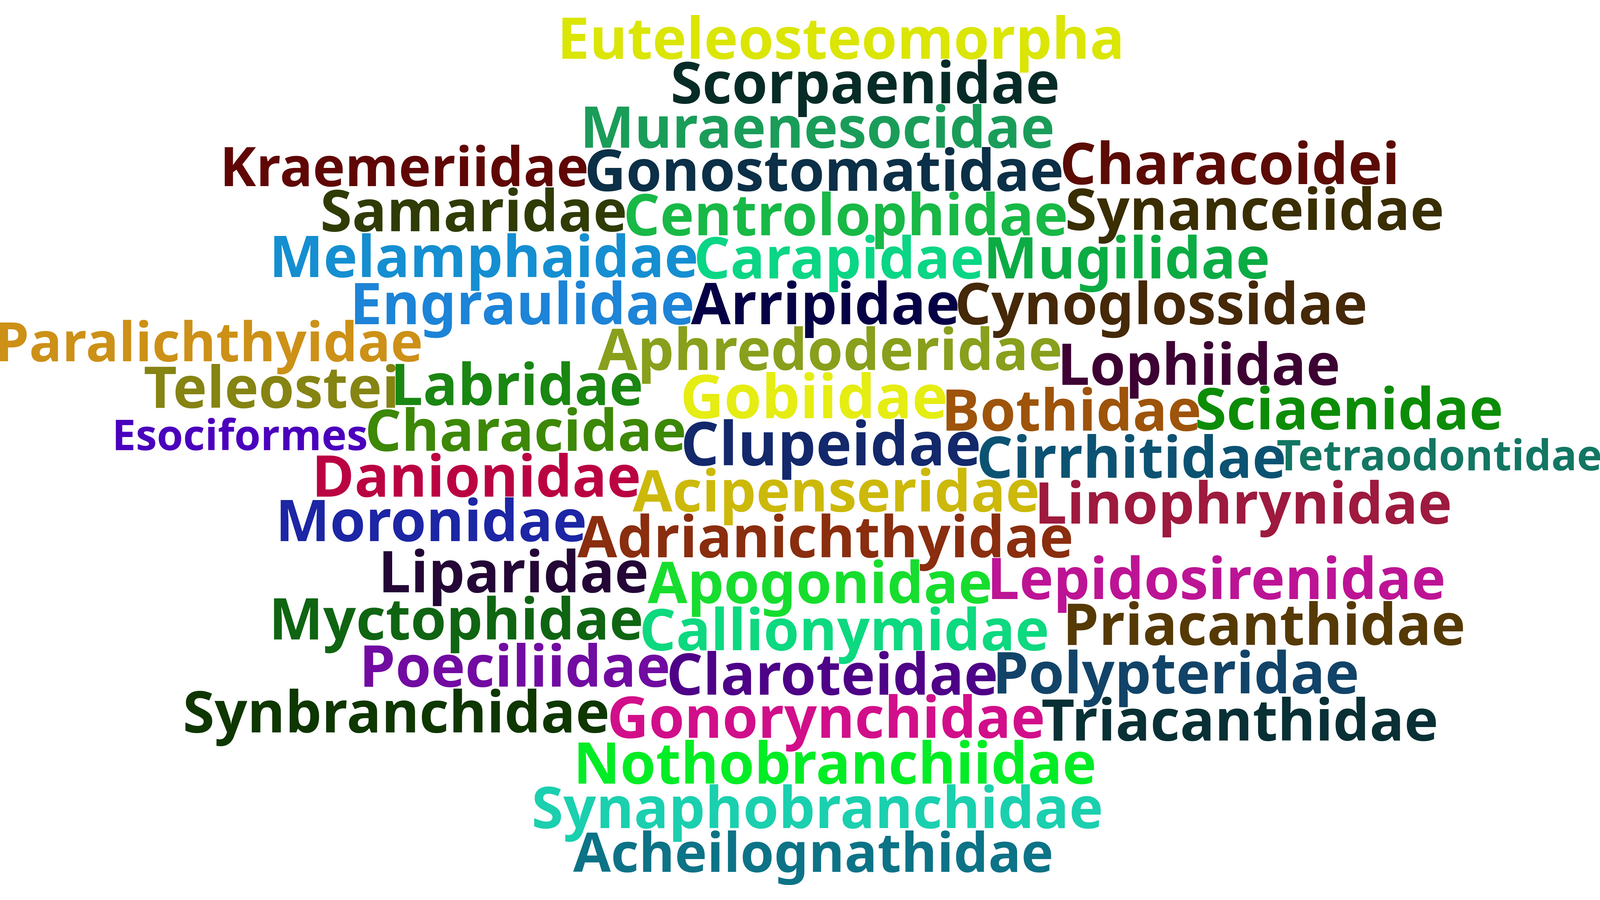 Euteleosteomorpha
Scorpaenidae
Muraenesocidae
Kraemeriidae Gonostomatidae Characoidei
Samaridae Centrolophidae Synanceiidae
Melamphaidae Carapidae Mugilidae
Engraulidae Arripidae Cynoglossidae
Paralichthyidae Aphredoderidae Lophiidae
Teleostei Labridae Gobiidae Bothidae Sciaenidae
Esociformes Characidae Clupeidae Cirrhitidae Tetraodontidae
Danionidae Acipenseridae Linophrynidae
Moronidae Adrianichthyidae
Liparidae Apogonidae Lepidosirenidae
Myctophidae Callionymidae Priacanthidae
Poeciliidae Claroteidae Polypteridae
Synbranchidae Gonorynchidae Triacanthidae
Nothobranchiidae
Synaphobranchidae
Acheilognathidae